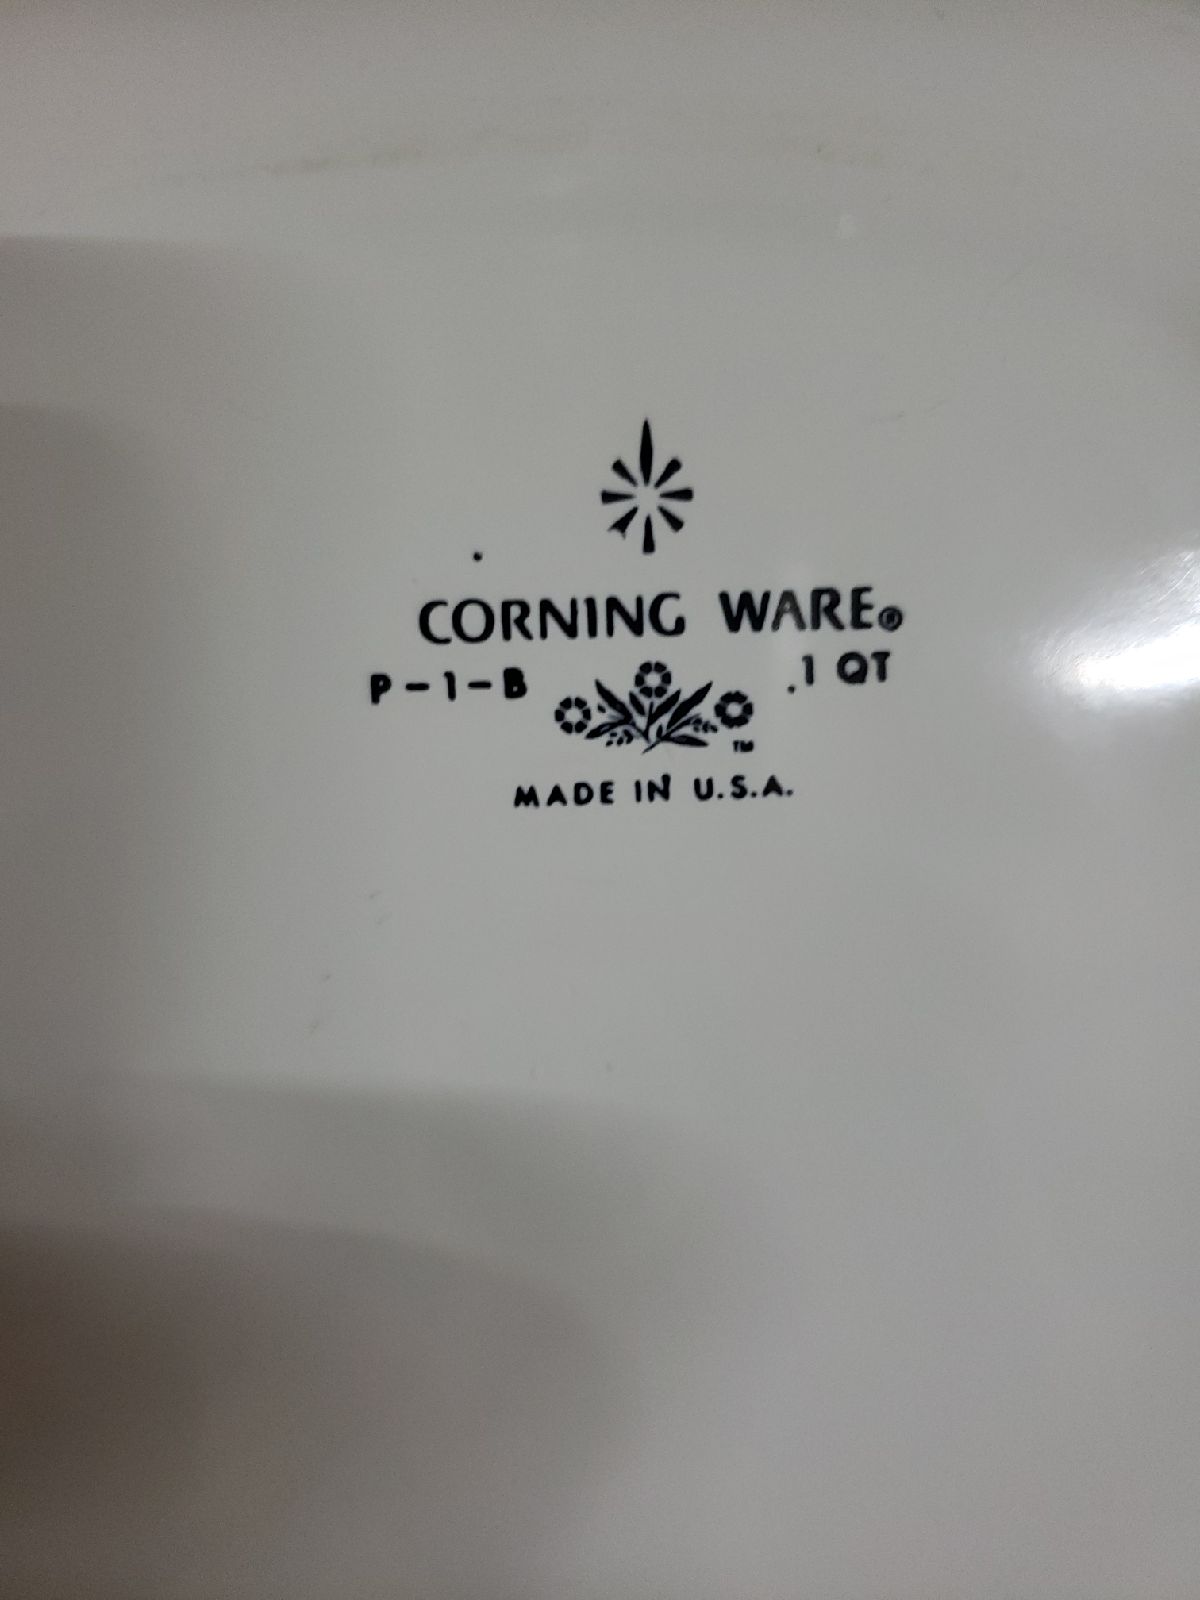 CORNING WARE®
P-1-B .1 QT
TM
MADE IN U.S.A.